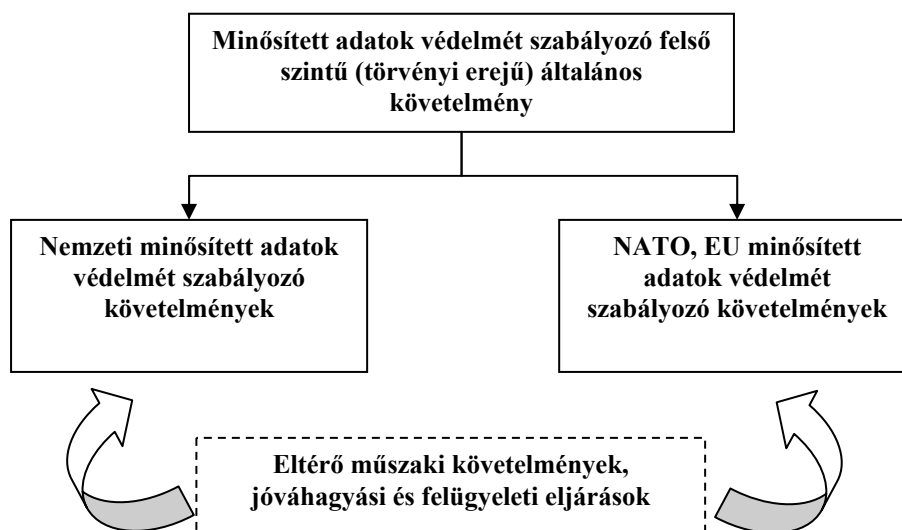 Minősített adatok védelmét szabályozó felső
szintű (törvényi erejű) általános
követelmény
Nemzeti minősített adatok
védelmét szabályozó
követelmények
NATO, EU minősített
adatok védelmét
szabályozó követelmények
Eltérő műszaki követelmények,
jóváhagyási és felügyeleti eljárások